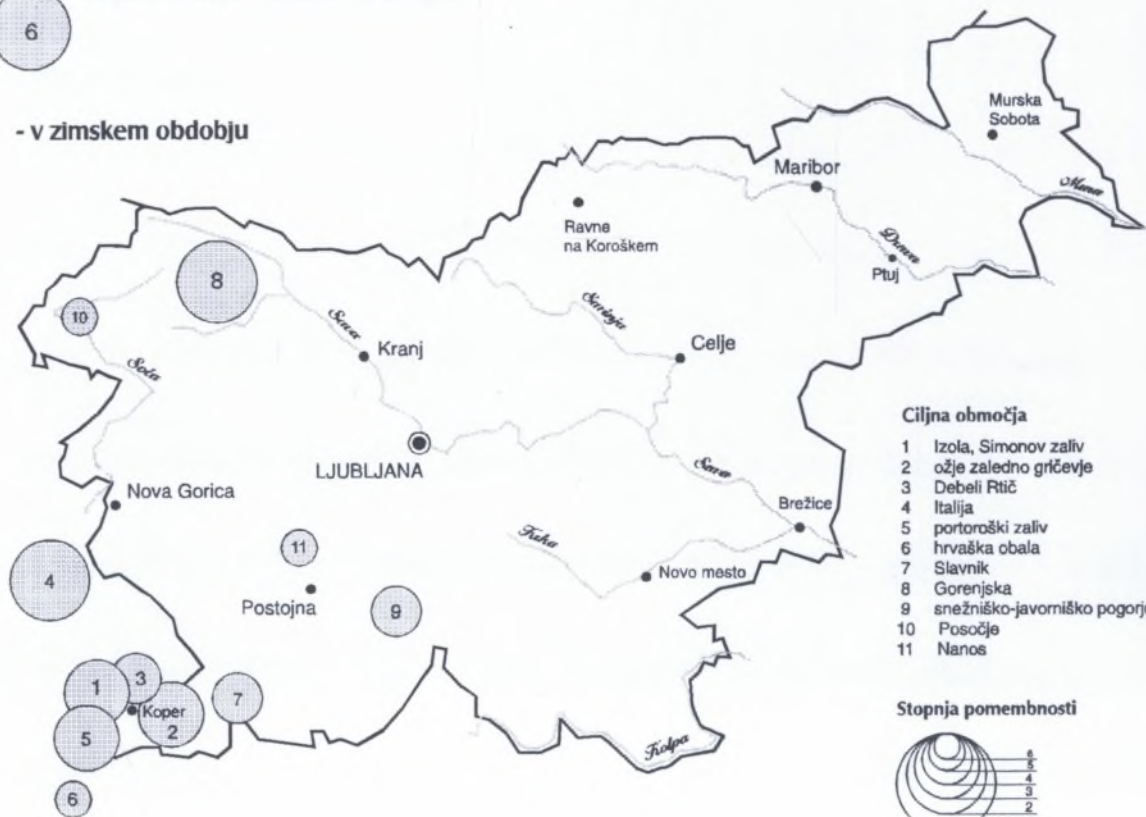 6
- v zimskem obdobju
Murska
Sobota
Maribor
Mura
Ravne
na Koroškem
Drava
Ptuj
8
10
Savinja
Sava
Kranj
Celje
Soča
LJUBLJANA
Nova Gorica
Sava
Brežice
11
Krka
4
Postojna
9
Novo mesto
3
1
7
Koper
2
5
Kolpa
6
Ciljna območja
1 Izola, Simonov zaliv
2 ožje zaledno gričevje
3 Debeli Rtič
4 Italija
5 portoroški zaliv
6 hrvaška obala
7 Slavnik
8 Gorenjska
9 snežniško-javorniško pogorj
10 Posočje
11 Nanos
Stopnja pomembnosti
6
5
4
3
2